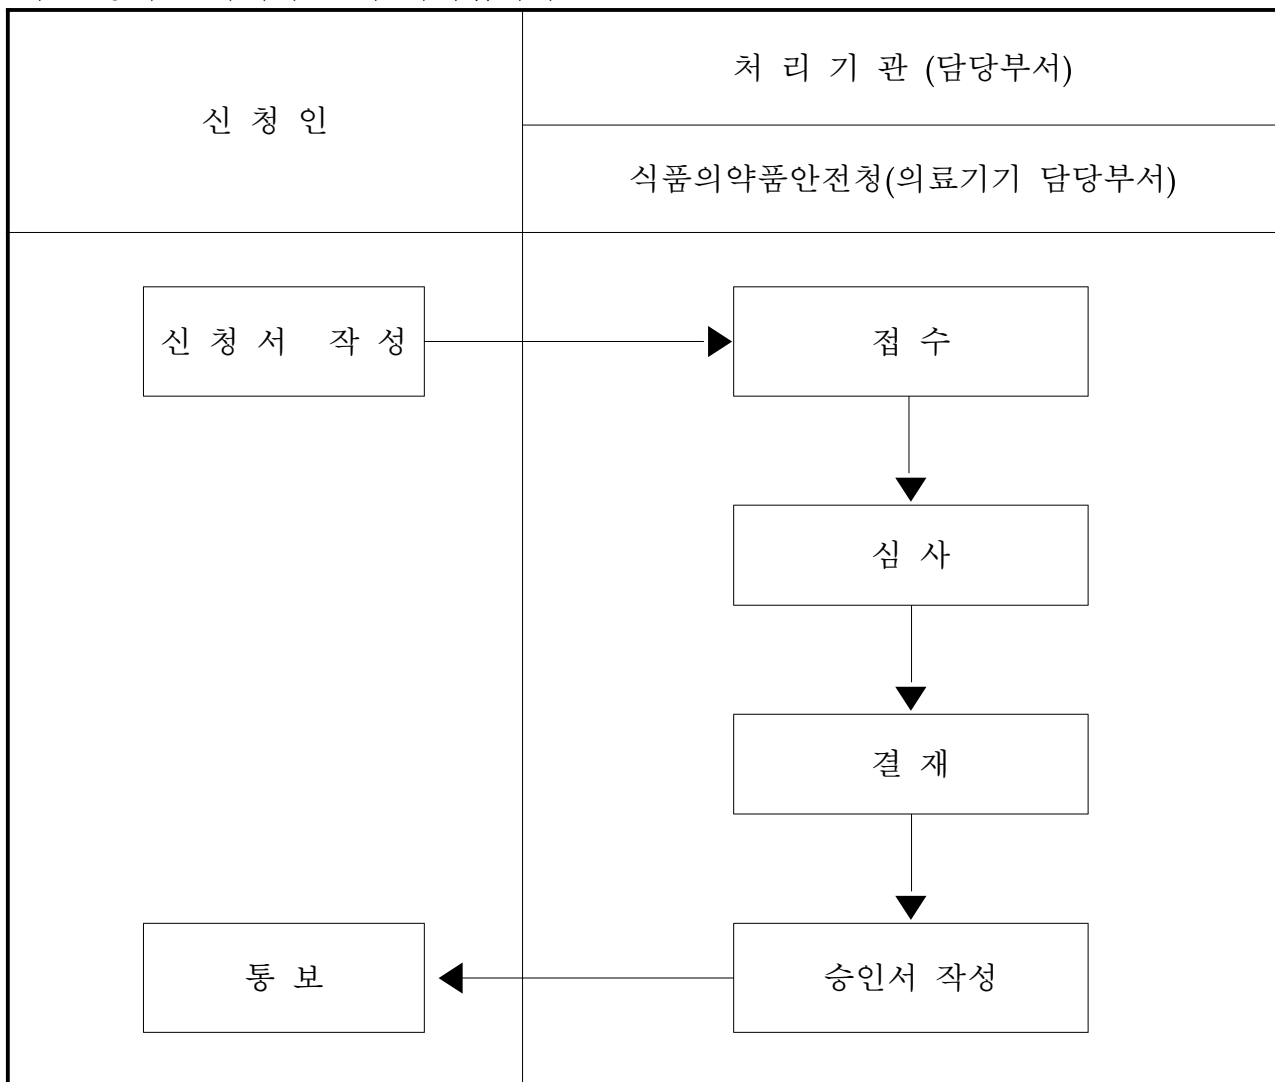 신 청 인
처 리 기 관 (담당부서)
식품의약품안전청(의료기기 담당부서)
신 청 서 작 성
접 수
심 사
결 재
통 보
승인서 작성